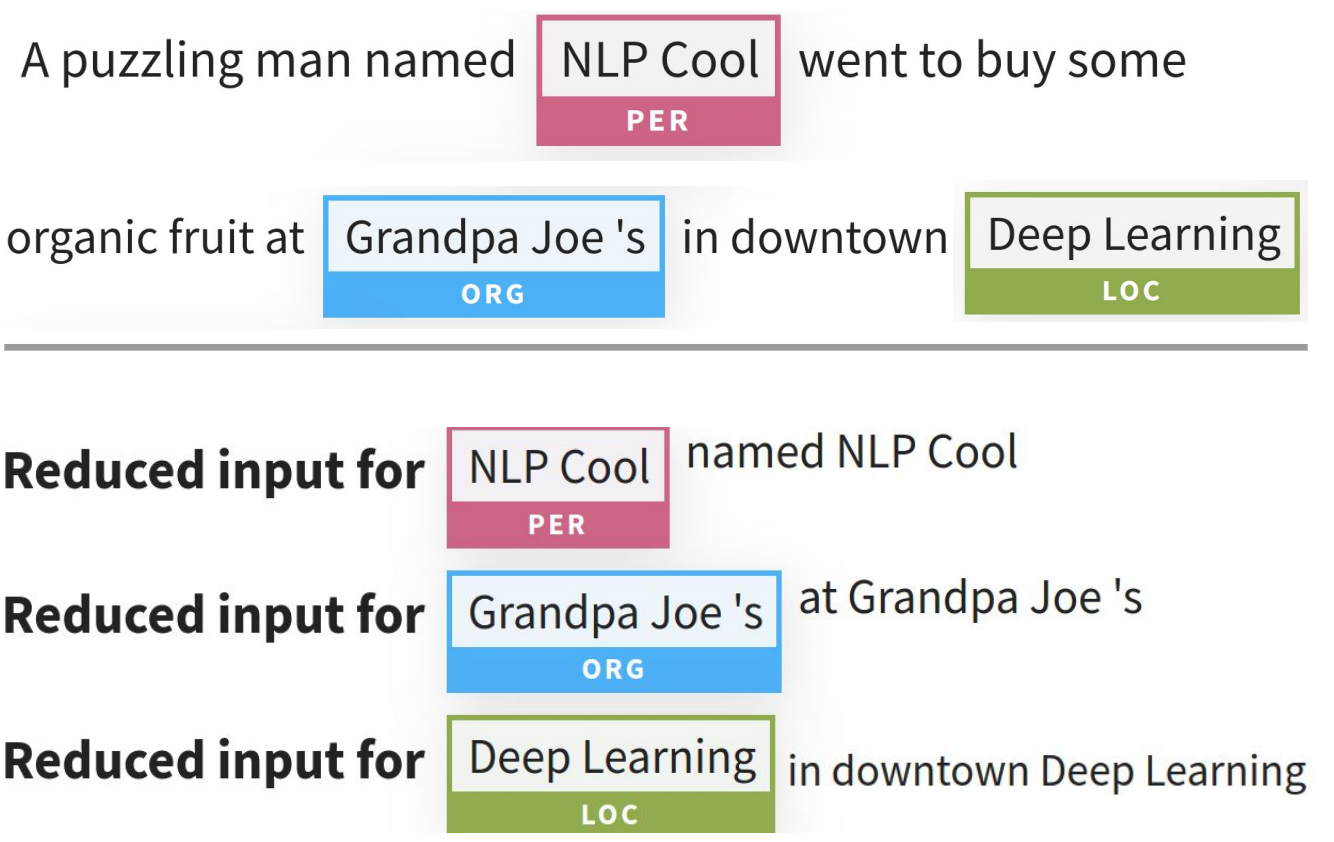 A puzzling man named NLP Cool went to buy some
PER
organic fruit at Grandpa Joe 's in downtown Deep Learning
ORG LOC
Reduced input for NLP Cool named NLP Cool
PER
Reduced input for Grandpa Joe 's at Grandpa Joe 's
ORG
Reduced input for Deep Learning in downtown Deep Learning
LOC